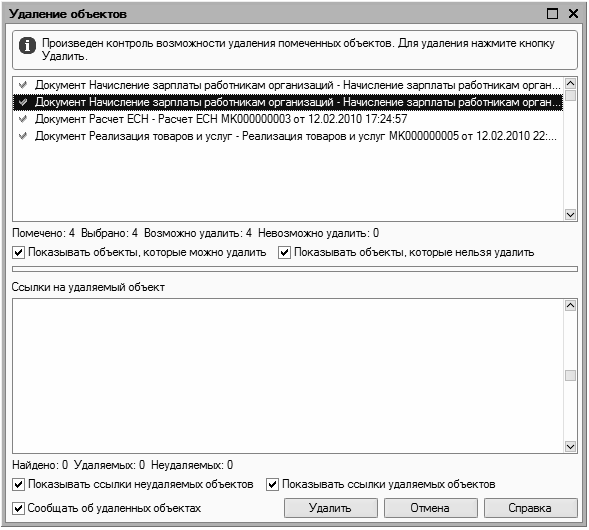 Удаление объектов
Произведен контроль возможности удаления помеченных объектов. Для удаления нажмите кнопку
Удалить.
Документ Начисление зарплаты работникам организаций - Начисление зарплаты работникам орган...
Документ Начисление зарплаты работникам организаций - Начисление зарплаты работникам орган...
Документ Расчет ЕСН - Расчет ЕСН МК000000003 от 12.02.2010 17:24:57
Документ Реализация товаров и услуг - Реализация товаров и услуг МК000000005 от 12.02.2010 22:...
Помечено: 4 Выбрано: 4 Возможно удалить: 4 Невозможно удалить: 0
Показывать объекты, которые можно удалить Показывать объекты, которые нельзя удалить
Ссылки на удаляемый объект
Найдено: 0 Удаляемых: 0 Неудаляемых: 0
Показывать ссылки неудаляемых объектов Показывать ссылки удаляемых объектов
Сообщать об удаленных объектах Удалить Отмена Справка